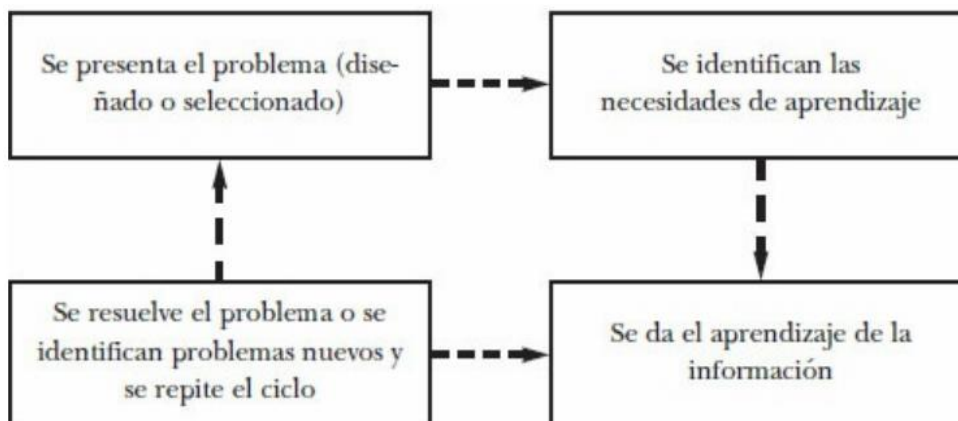 Se presenta el problema (dise-
ñado o seleccionado)
Se identifican las
necesidades de aprendizaje
Se resuelve el problema o se
identifican problemas nuevos y
se repite el ciclo
Se da el aprendizaje de la
información